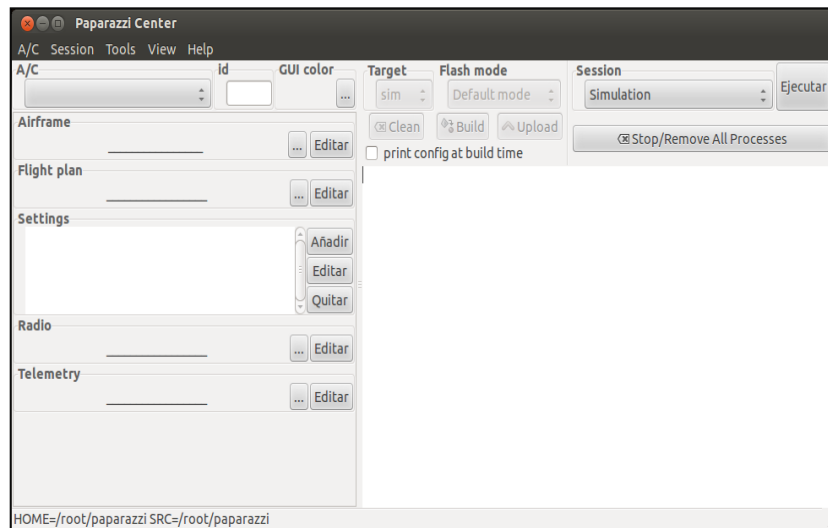 Paparazzi Center
A/C Session Tools View Help
A/C id GUI color Target Flash mode Session
... sim Default mode Simulation Ejecutar
Airframe
... Editar
Clean Build Upload
Stop/Remove All Processes
print config at build time
Flight plan
... Editar
Settings
Añadir
Editar
Quitar
Radio
... Editar
Telemetry
... Editar
HOME=/root/paparazzi SRC=/root/paparazzi